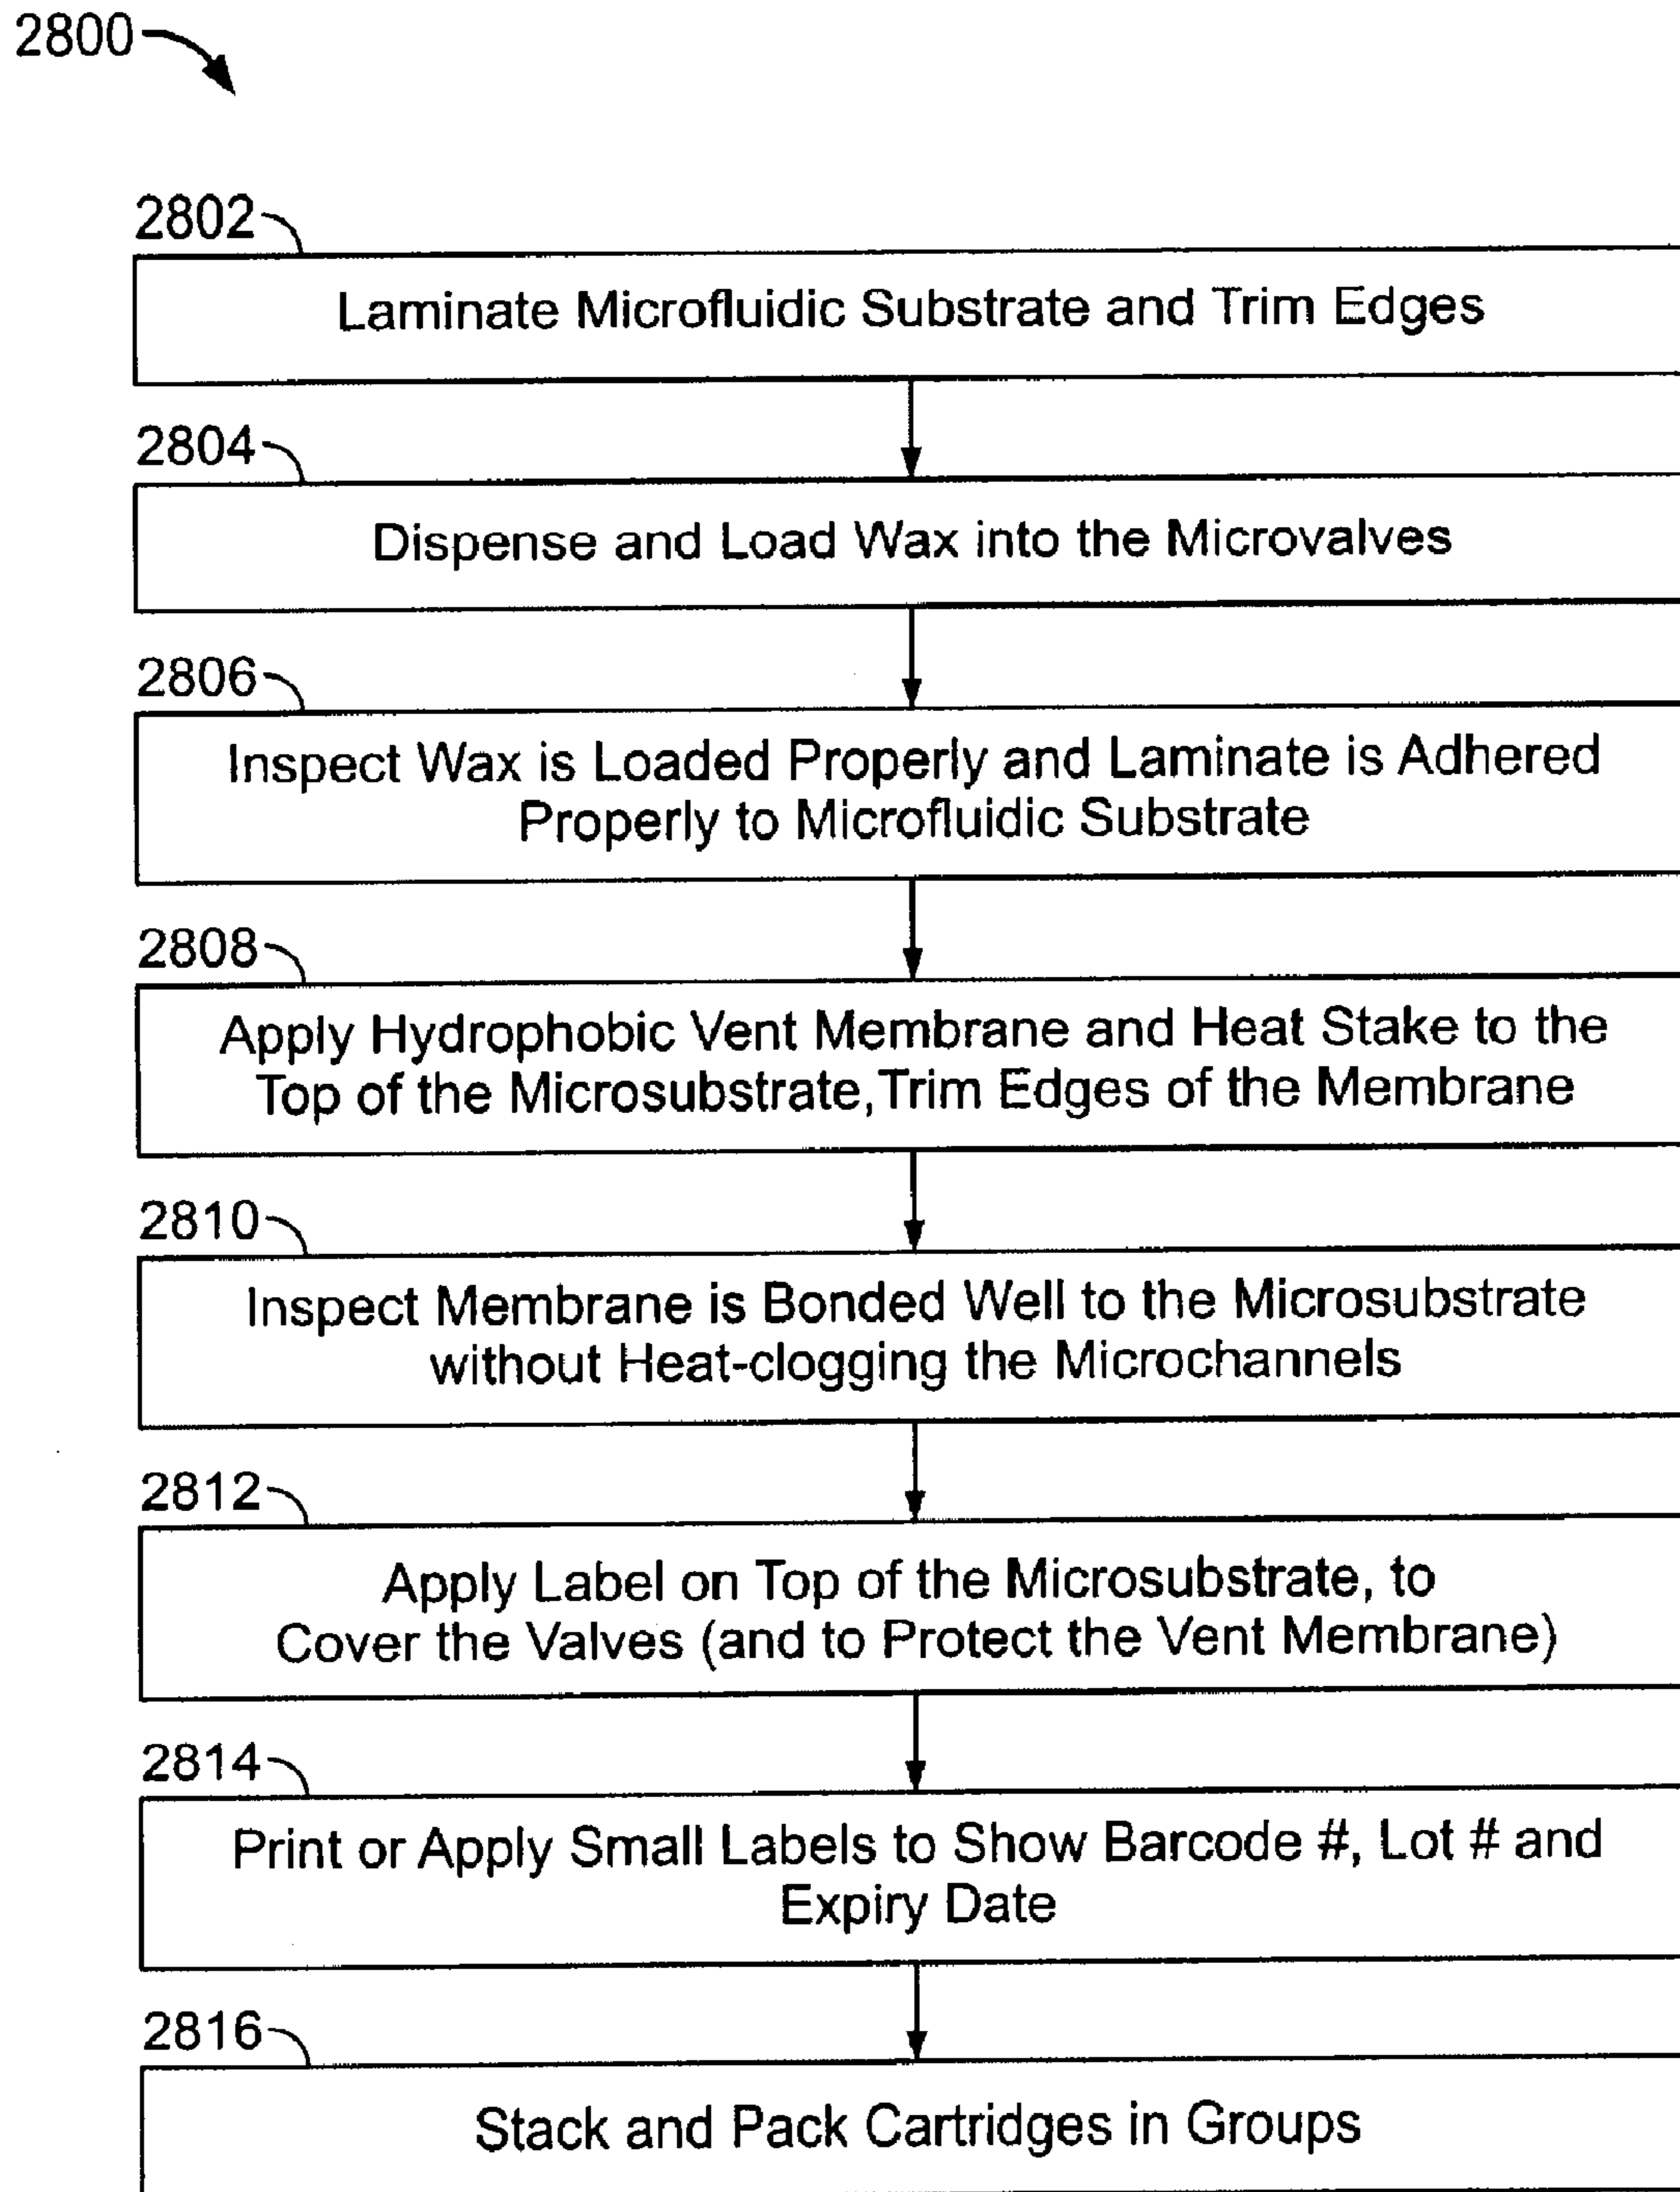 2800
2802
Laminate Microfluidic Substrate and Trim Edges
2804
Dispense and Load Wax into the Microvalves
2806
Inspect Wax is Loaded Properly and Laminate is Adhered
Properly to Microfluidic Substrate
2808
Apply Hydrophobic Vent Membrane and Heat Stake to the
Top of the Microsubstrate,Trim Edges of the Membrane
2810
Inspect Membrane is Bonded Well to the Microsubstrate
without Heat-clogging the Microchannels
2812
Apply Label on Top of the Microsubstrate, to
Cover the Valves (and to Protect the Vent Membrane)
2814
Print or Apply Small Labels to Show Barcode #, Lot # and
Expiry Date
2816
Stack and Pack Cartridges in Groups